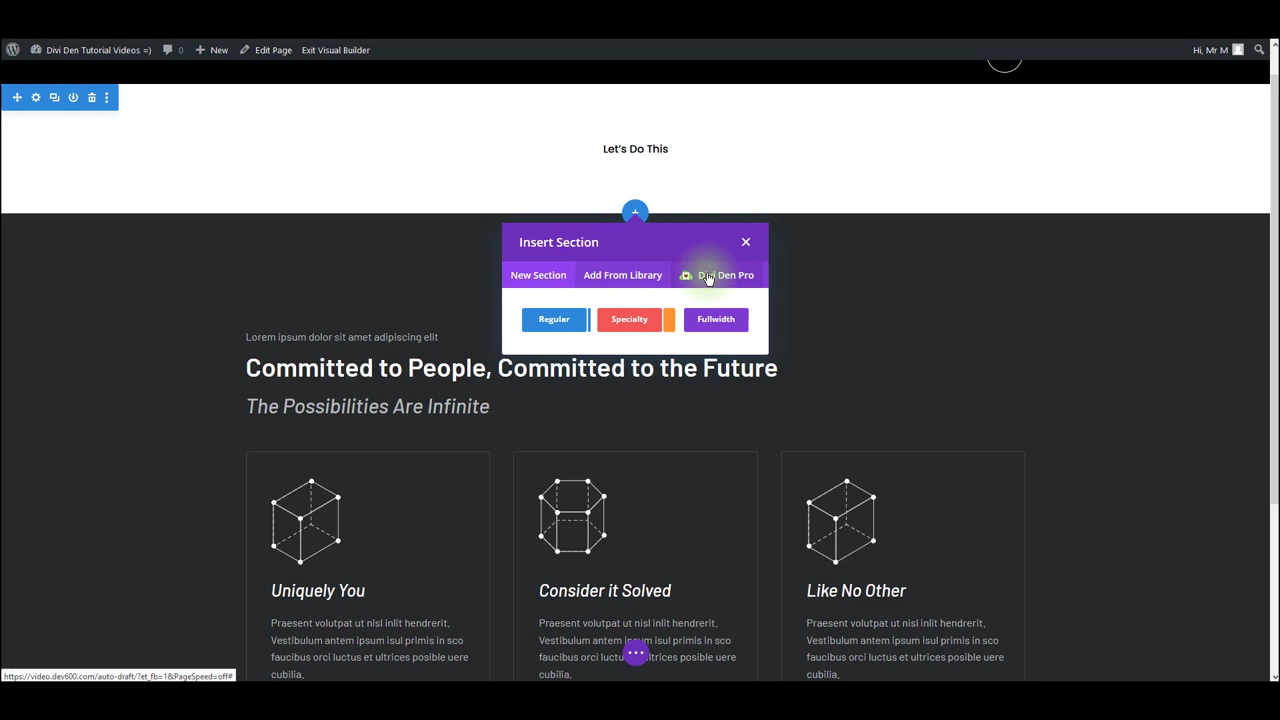 Divi Den Tutorial Videos =) 0 New Edit Page Exit Visual Builder Hi, Mr M
Let's Do This
Insert Section
New Section Add From Library Divi Den Pro
Regular Specialty Fullwidth
Lorem ipsum dolor sit amet adipiscing elit
Committed to People, Committed to the Future
The Possibilities Are Infinite
Uniquely You
Praesent volutpat ut nisl inlit hendrerit.
Vestibulum antem ipsum isul primis in sco
faucibus orci luctus et ultrices posible uere
cubilia.
Consider it Solved
Praesent volutpat ut nisl inlit hendrerit.
Vestibulum antem ipsum isul primis in sco
faucibus orci luctus et ultrices posible uere
cubilia.
Like No Other
Praesent volutpat ut nisl inlit hendrerit.
Vestibulum antem ipsum isul primis in sco
faucibus orci luctus et ultrices posible uere
cubilia.
https://video.dev600.com/auto-draft/?et_fb=1&PageSpeed=off#